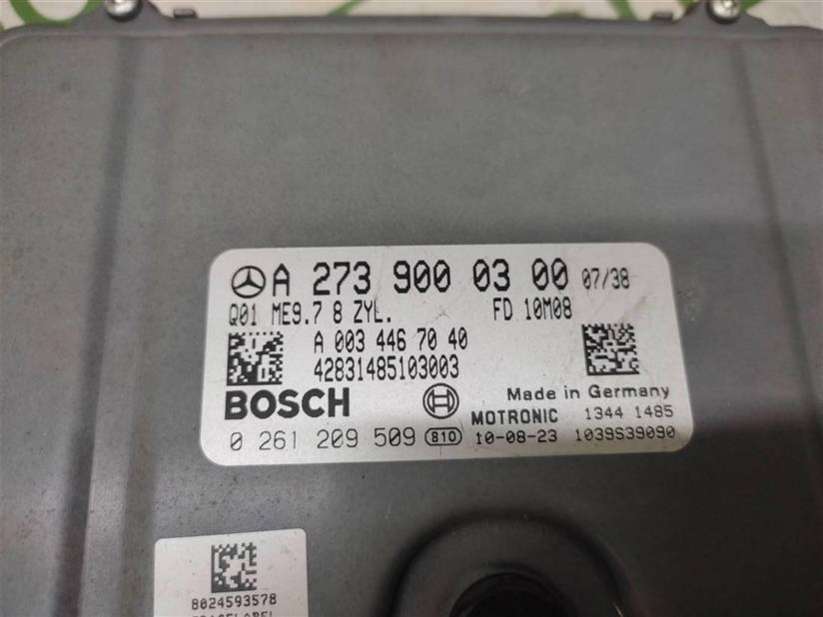 A 273 900 03 00 07/38
Q01 ME9.7 8 ZYL. FD 10M08
A 003 446 70 40
42831485103003
BOSCH Made in Germany
MOTRONIC 1344 1485
0 261 209 509 810 10-08-23 1039S39090
8024593578